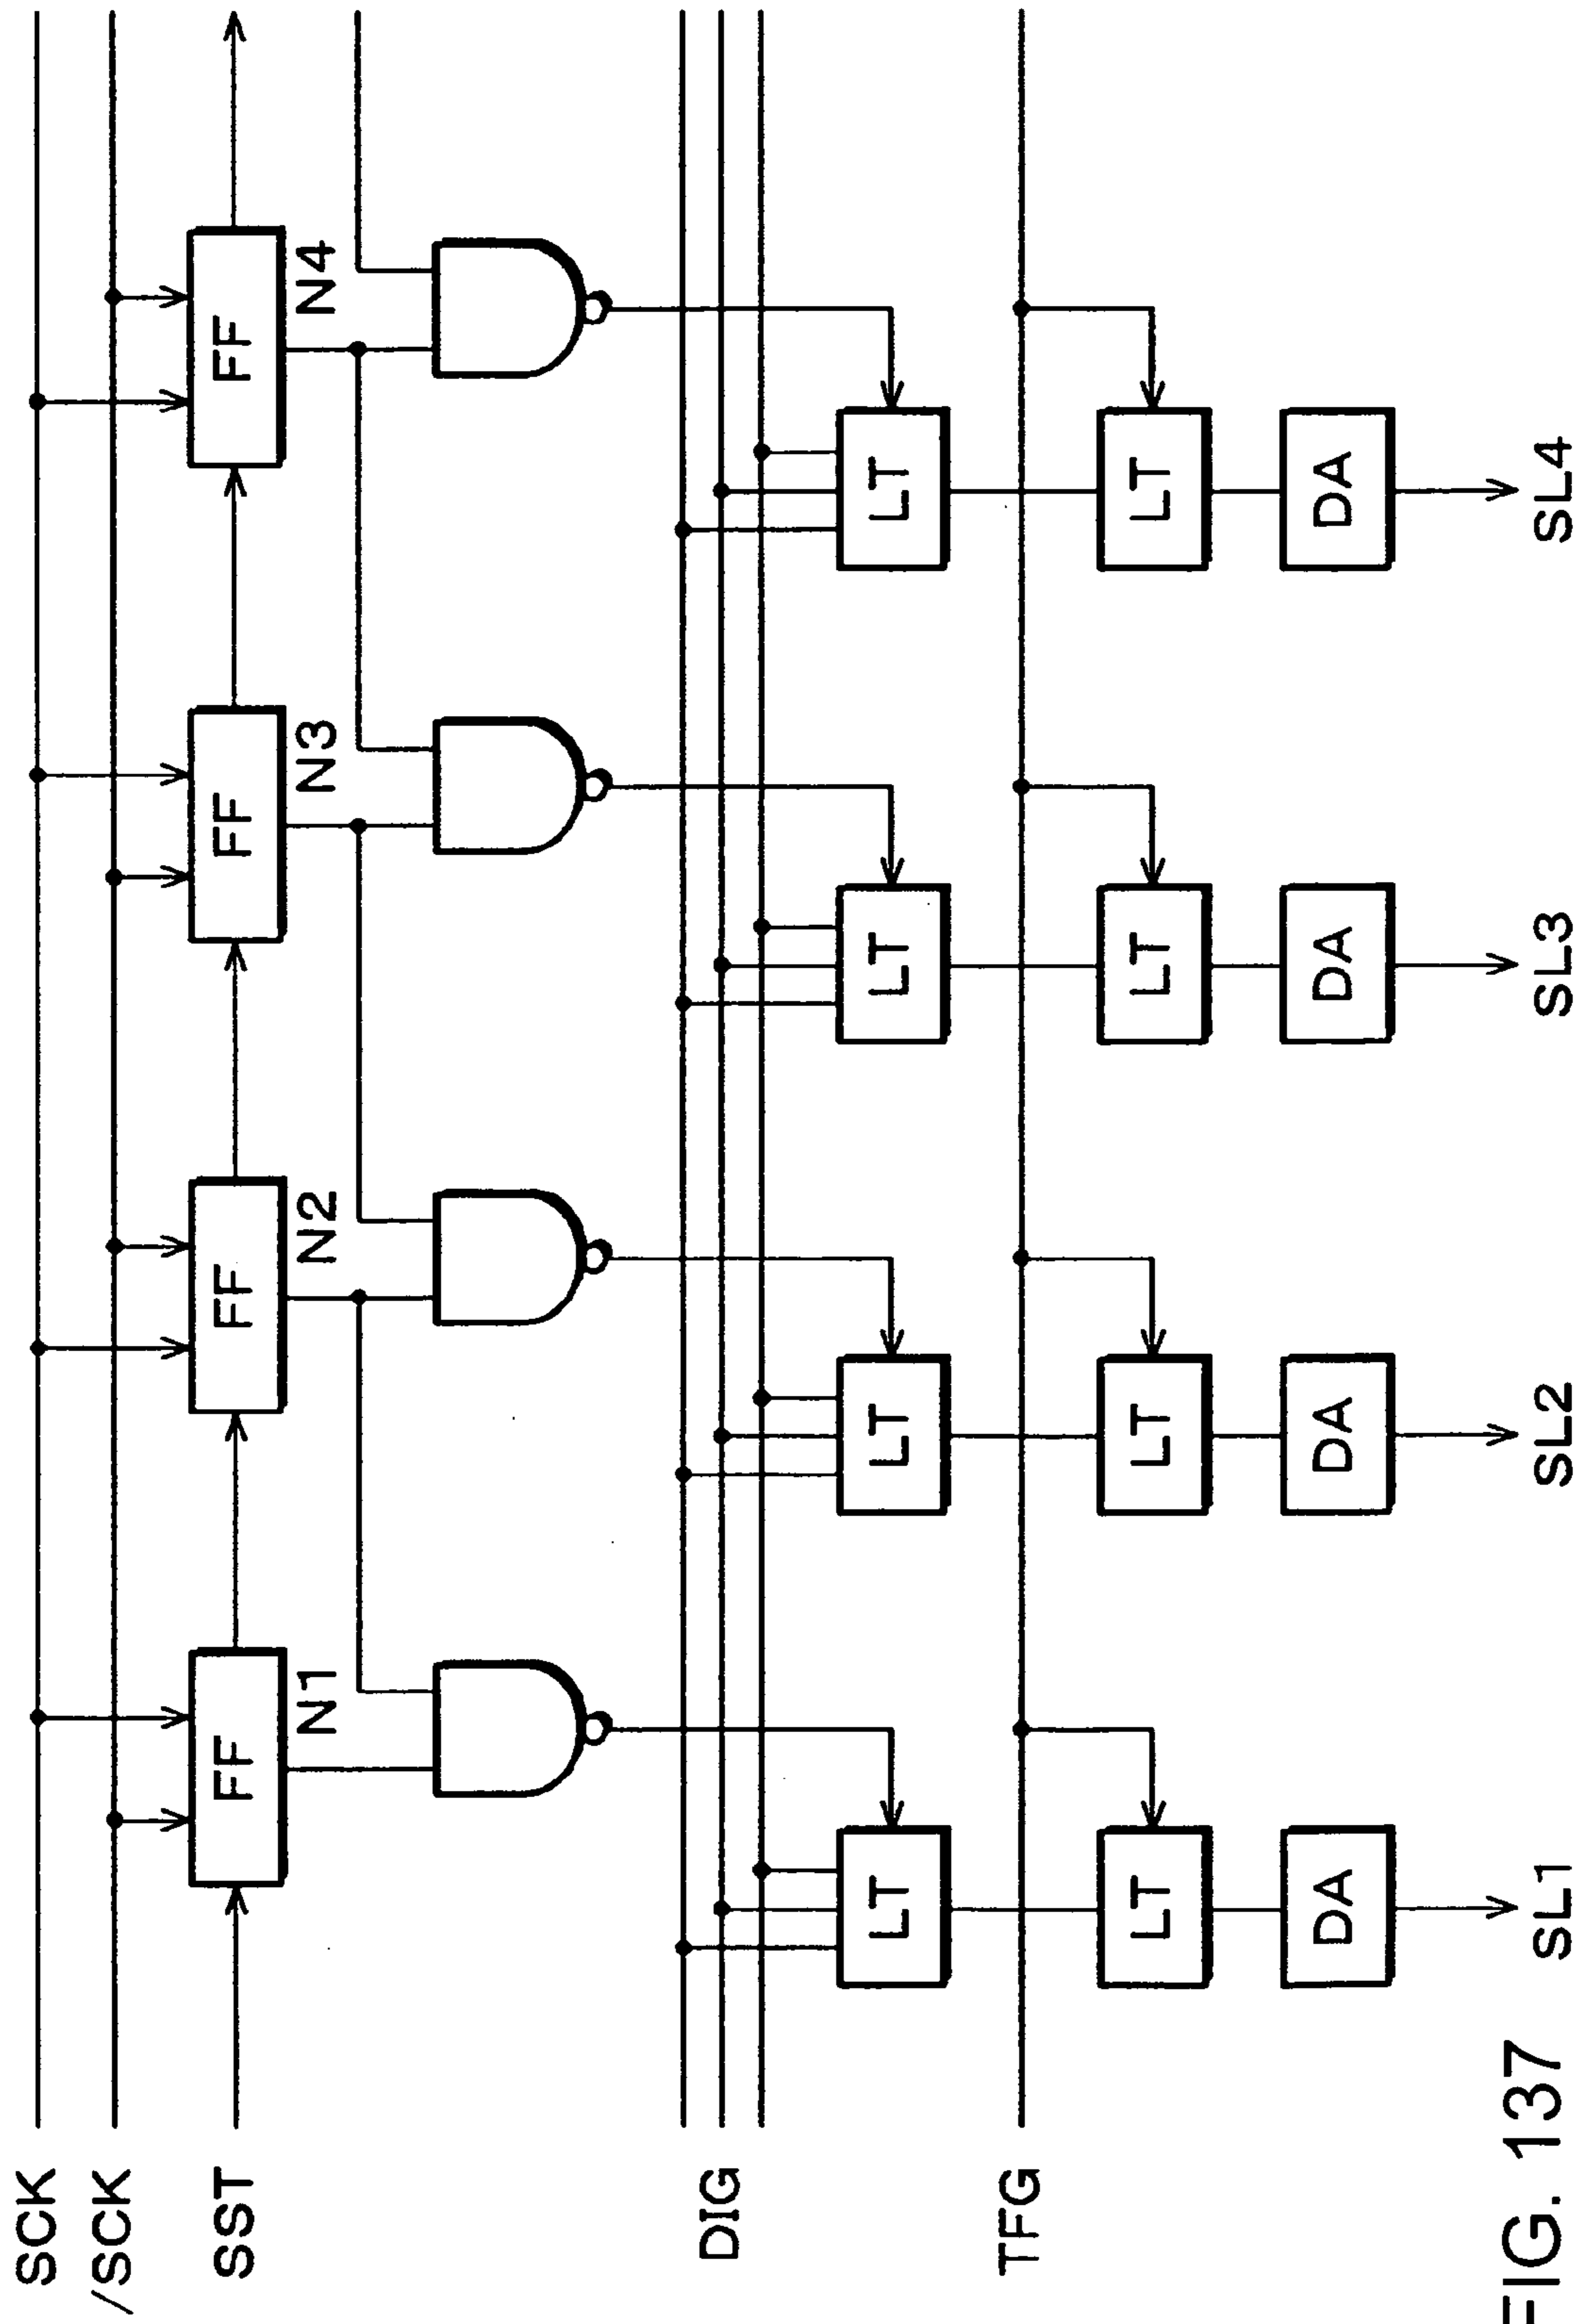 SCK
/SCK
SST
FF FF FF FF
N1 N2 N3 N4
DIG
LT LT LT LT
TFG
LT LT LT LT
DA DA DA DA
SL1 SL2 SL3 SL4
FIG. 137